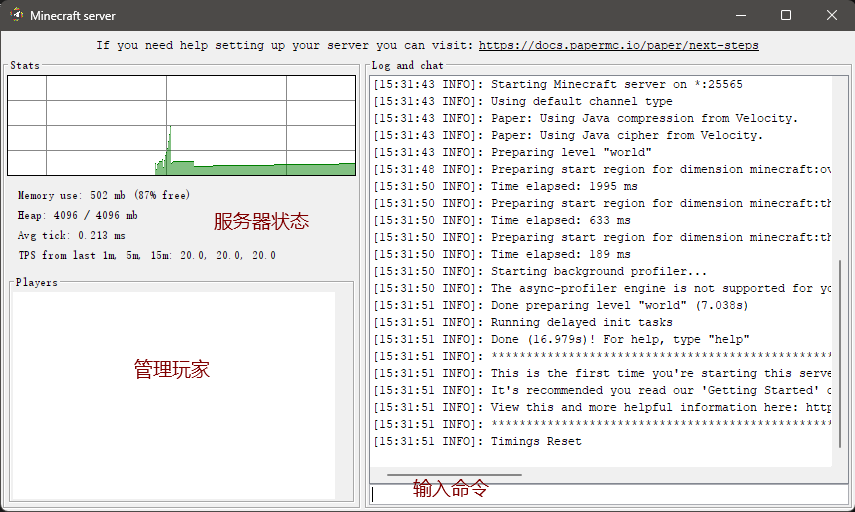 Minecraft server
If you need help setting up your server you can visit: https://docs.papermc.io/paper/next-steps
Stats
Memory use: 502 mb (87% free)
Heap: 4096 / 4096 mb
Avg tick: 0.213 ms
TPS from last 1m, 5m, 15m: 20.0, 20.0, 20.0
服务器状态
Players
管理玩家
Log and chat
[15:31:43 INFO]: Starting Minecraft server on *:25565
[15:31:43 INFO]: Using default channel type
[15:31:43 INFO]: Paper: Using Java compression from Velocity.
[15:31:43 INFO]: Paper: Using Java cipher from Velocity.
[15:31:43 INFO]: Preparing level "world"
[15:31:48 INFO]: Preparing start region for dimension minecraft:ov
[15:31:50 INFO]: Time elapsed: 1995 ms
[15:31:50 INFO]: Preparing start region for dimension minecraft:th
[15:31:50 INFO]: Time elapsed: 633 ms
[15:31:50 INFO]: Preparing start region for dimension minecraft:th
[15:31:50 INFO]: Time elapsed: 189 ms
[15:31:50 INFO]: Starting background profiler...
[15:31:50 INFO]: The async-profiler engine is not supported for yo
[15:31:51 INFO]: Done preparing level "world" (7.038s)
[15:31:51 INFO]: Running delayed init tasks
[15:31:51 INFO]: Done (16.979s)! For help, type "help"
[15:31:51 INFO]: *************************************************
[15:31:51 INFO]: This is the first time you're starting this serve
[15:31:51 INFO]: It's recommended you read our 'Getting Started' d
[15:31:51 INFO]: View this and more helpful information here: http
[15:31:51 INFO]: *************************************************
[15:31:51 INFO]: Timings Reset
输入命令